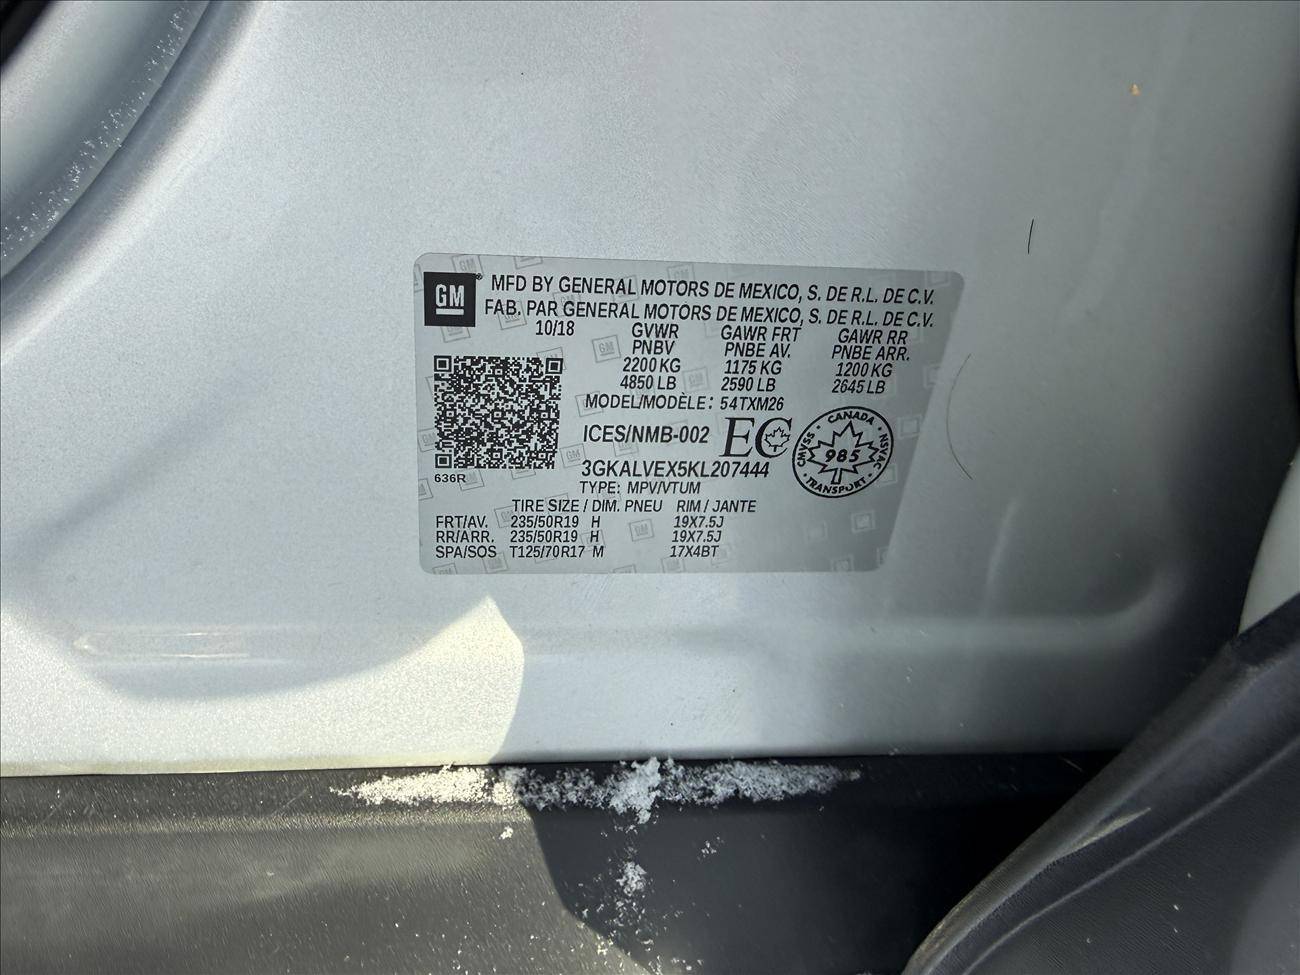 GM
MFD BY GENERAL MOTORS DE MEXICO, S. DE R.L. DE C.V.
FAB. PAR GENERAL MOTORS DE MEXICO, S. DE R.L. DE C.V.
10/18 GVWR GAWR FRT GAWR RR
PNBV PNBE AV. PNBE ARR.
2200 KG 1175 KG 1200 KG
4850 LB 2590 LB 2645 LB
MODEL/MODÈLE: 54TXM26
ICES/NMB-002 EC
CANADA
CMVSS 985 NSVAC
TRANSPORT
3GKALVEX5KL207444
636R
TYPE: MPV/VTUM
TIRE SIZE / DIM. PNEU RIM / JANTE
FRT/AV. 235/50R19 H 19X7.5J
RR/ARR. 235/50R19 H 19X7.5J
SPA/SOS T125/70R17 M 17X4BT